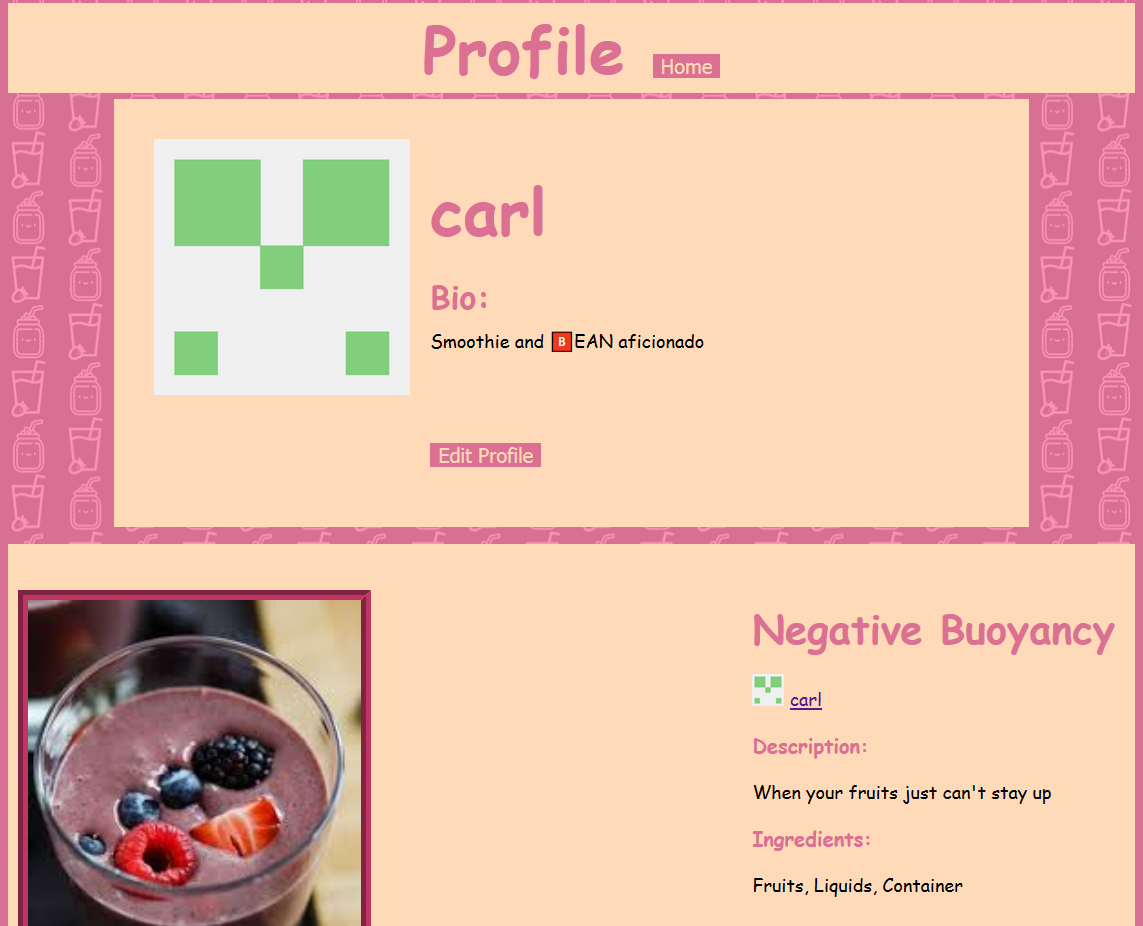 Profile Home
carl
Bio:
Smoothie and 🅱EAN aficionado
Edit Profile
Negative Buoyancy
carl
Description:
When your fruits just can't stay up
Ingredients:
Fruits, Liquids, Container